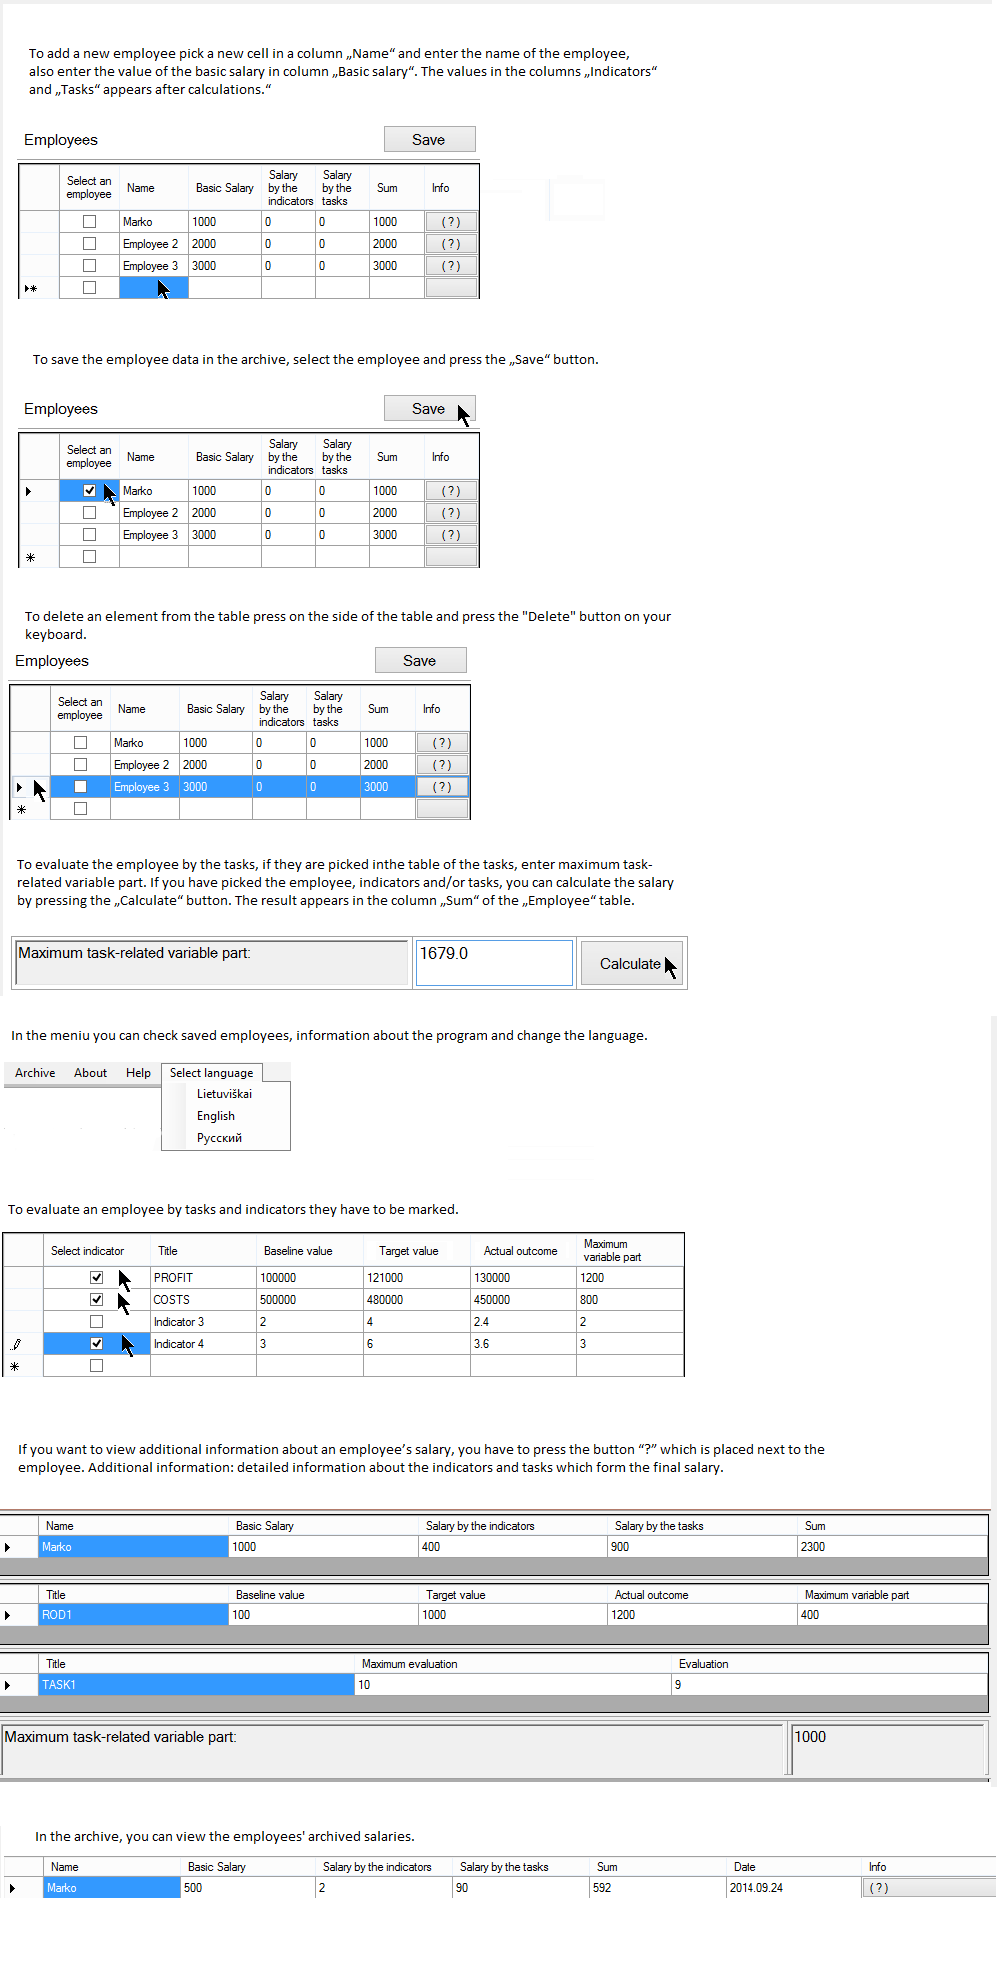 To add a new employee pick a new cell in a column „Name“ and enter the name of the employee,
also enter the value of the basic salary in column „Basic salary“. The values in the columns „Indicators“
and „Tasks“ appears after calculations.“
Employees Save
Select an employee Name Basic Salary Salary by the indicators Salary by the tasks Sum Info
Marko 1000 0 0 1000 (?)
Employee 2 2000 0 0 2000 (?)
Employee 3 3000 0 0 3000 (?)
To save the employee data in the archive, select the employee and press the „Save“ button.
Employees Save
Select an employee Name Basic Salary Salary by the indicators Salary by the tasks Sum Info
Marko 1000 0 0 1000 (?)
Employee 2 2000 0 0 2000 (?)
Employee 3 3000 0 0 3000 (?)
To delete an element from the table press on the side of the table and press the "Delete" button on your
keyboard.
Employees Save
Select an employee Name Basic Salary Salary by the indicators Salary by the tasks Sum Info
Marko 1000 0 0 1000 (?)
Employee 2 2000 0 0 2000 (?)
Employee 3 3000 0 0 3000 (?)
To evaluate the employee by the tasks, if they are picked inthe table of the tasks, enter maximum task-
related variable part. If you have picked the employee, indicators and/or tasks, you can calculate the salary
by pressing the „Calculate“ button. The result appears in the column „Sum“ of the „Employee“ table.
Maximum task-related variable part: 1679.0 Calculate
In the meniu you can check saved employees, information about the program and change the language.
Archive About Help Select language
Lietuviškai
English
Русский
To evaluate an employee by tasks and indicators they have to be marked.
Select indicator Title Baseline value Target value Actual outcome Maximum variable part
PROFIT 100000 121000 130000 1200
COSTS 500000 480000 450000 800
Indicator 3 2 4 2.4 2
Indicator 4 3 6 3.6 3
If you want to view additional information about an employee’s salary, you have to press the button “?” which is placed next to the
employee. Additional information: detailed information about the indicators and tasks which form the final salary.
Name Basic Salary Salary by the indicators Salary by the tasks Sum
Marko 1000 400 900 2300
Title Baseline value Target value Actual outcome Maximum variable part
ROD1 100 1000 1200 400
Title Maximum evaluation Evaluation
TASK1 10 9
Maximum task-related variable part: 1000
In the archive, you can view the employees' archived salaries.
Name Basic Salary Salary by the indicators Salary by the tasks Sum Date Info
Marko 500 2 90 592 2014.09.24 (?)